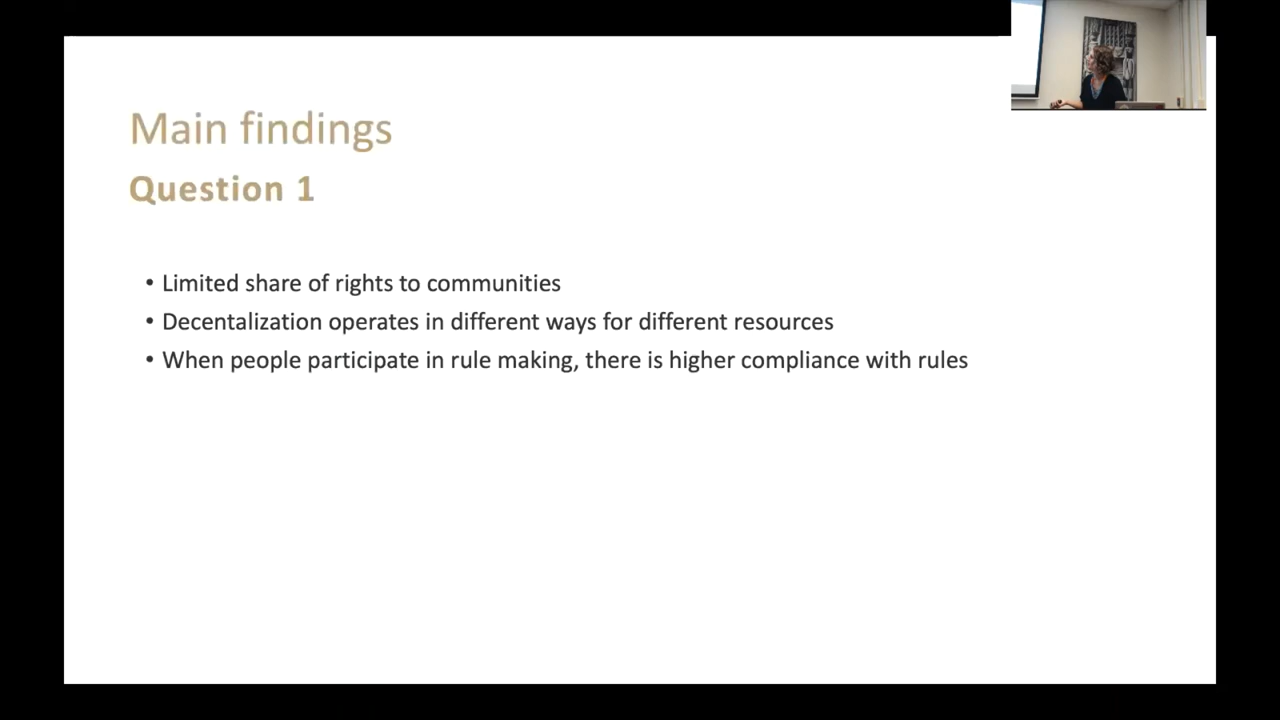 Main findings
Question 1
• Limited share of rights to communities
• Decentalization operates in different ways for different resources
• When people participate in rule making, there is higher compliance with rules